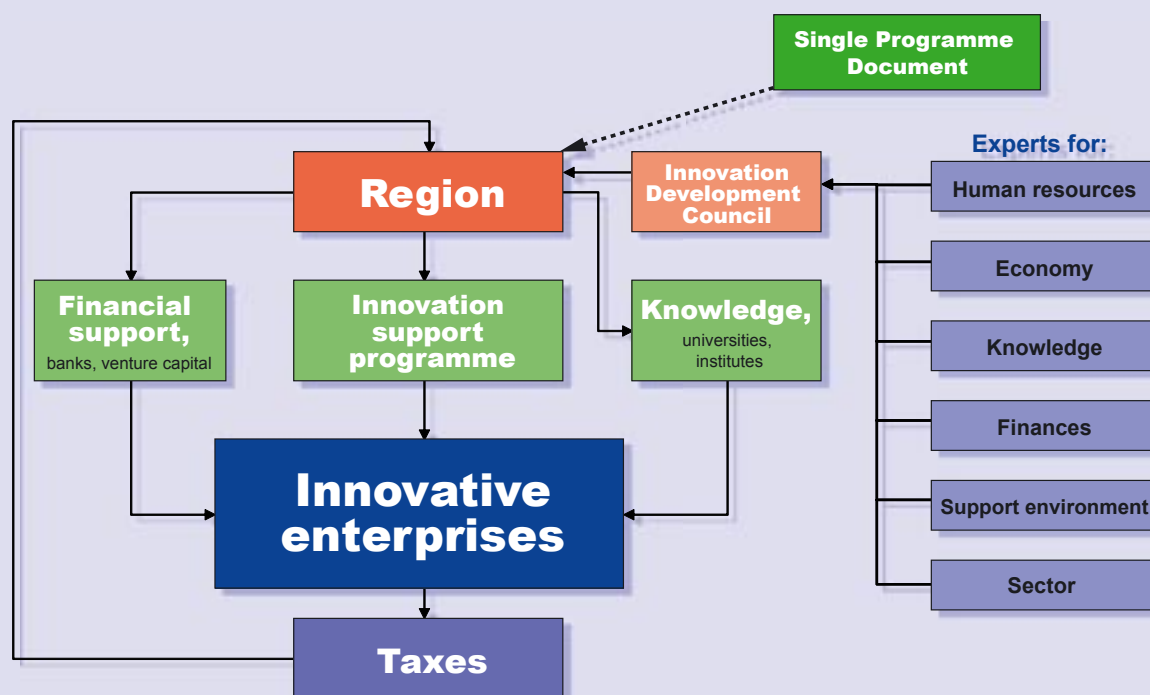 Single Programme
Document
Experts for:
Region
Innovation
Development
Council
Human resources
Economy
Financial
support,
banks, venture capital
Innovation
support
programme
Knowledge,
universities,
institutes
Knowledge
Finances
Innovative
enterprises
Support environment
Sector
Taxes